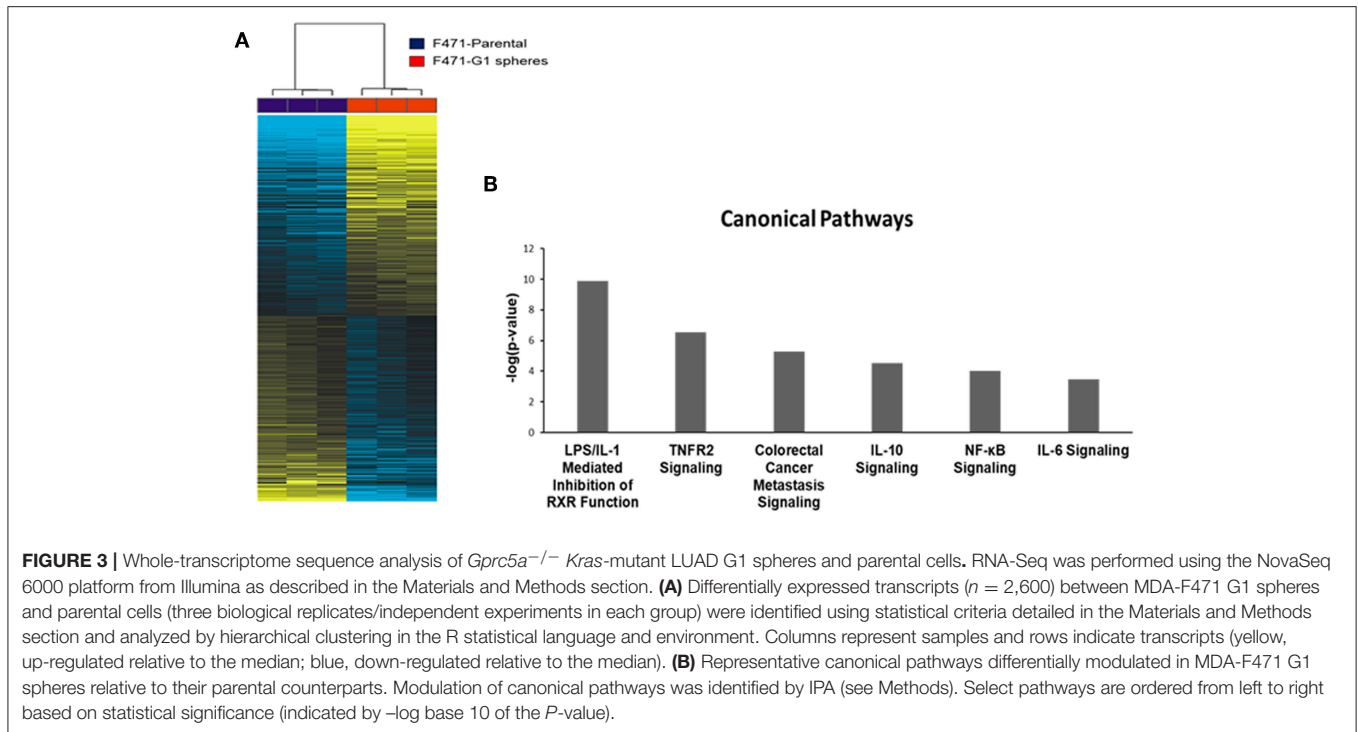 A
F471-Parental
F471-G1 spheres
B
Canonical Pathways
-log(p-value)
12
10
8
6
4
2
0
LPS/IL-1
Mediated
Inhibition of
RXR Function
TNFR2
Signaling
Colorectal
Cancer
Metastasis
Signaling
IL-10
Signaling
NF-κB
Signaling
IL-6 Signaling
FIGURE 3 | Whole-transcriptome sequence analysis of Gprc5a−/− Kras-mutant LUAD G1 spheres and parental cells. RNA-Seq was performed using the NovaSeq
6000 platform from Illumina as described in the Materials and Methods section. (A) Differentially expressed transcripts (n = 2,600) between MDA-F471 G1 spheres
and parental cells (three biological replicates/independent experiments in each group) were identified using statistical criteria detailed in the Materials and Methods
section and analyzed by hierarchical clustering in the R statistical language and environment. Columns represent samples and rows indicate transcripts (yellow,
up-regulated relative to the median; blue, down-regulated relative to the median). (B) Representative canonical pathways differentially modulated in MDA-F471 G1
spheres relative to their parental counterparts. Modulation of canonical pathways was identified by IPA (see Methods). Select pathways are ordered from left to right
based on statistical significance (indicated by –log base 10 of the P-value).